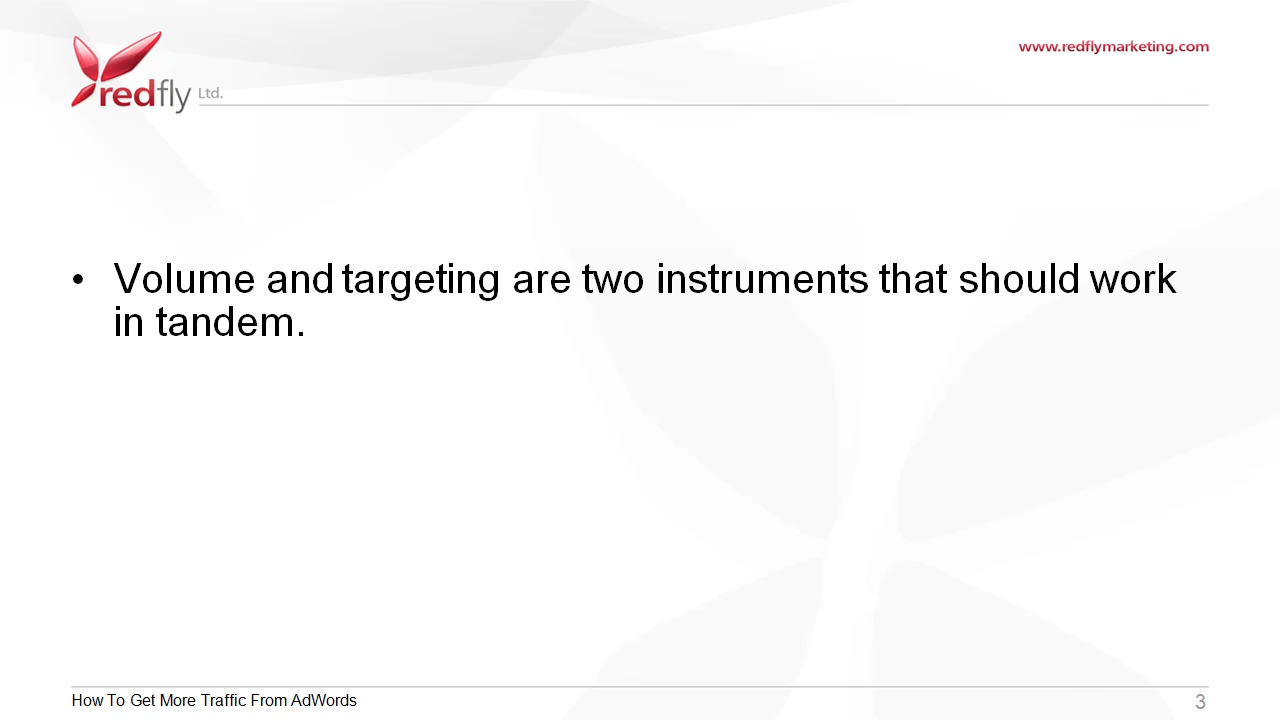 www.redflymarketing.com
redfly Ltd.
• Volume and targeting are two instruments that should work
in tandem.
How To Get More Traffic From AdWords
3